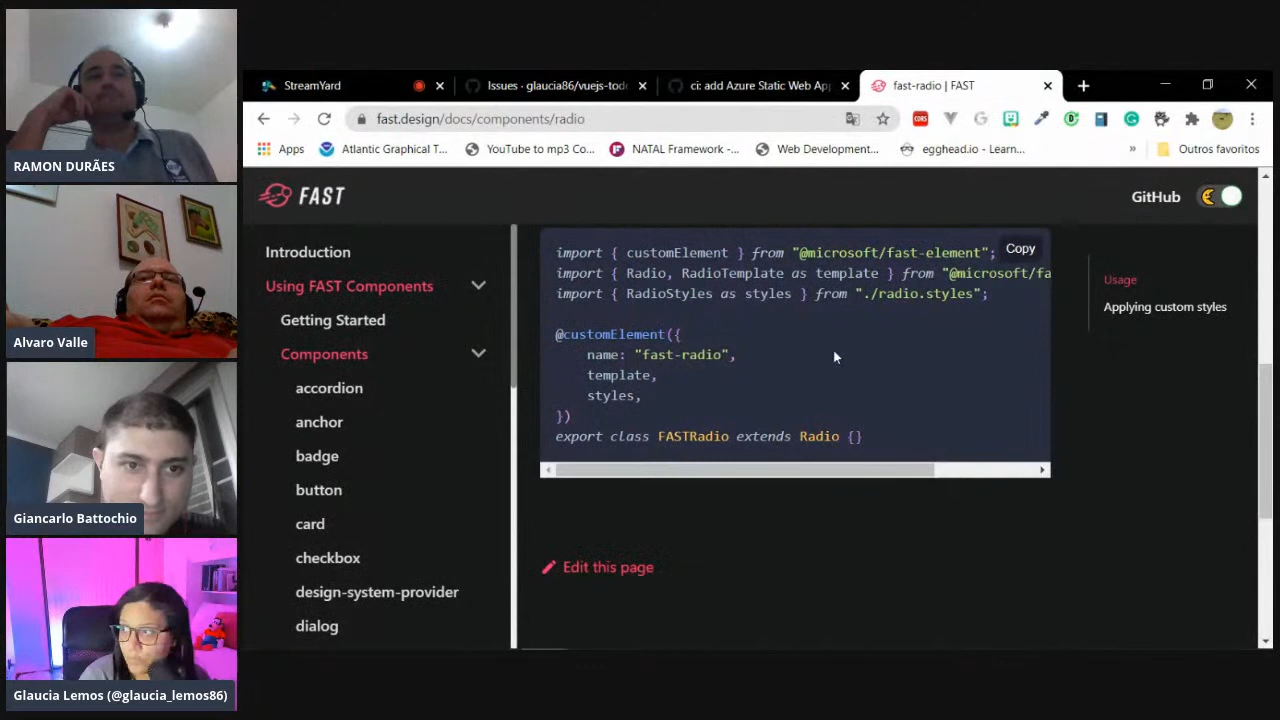 RAMON DURÃES
Alvaro Valle
Giancarlo Battochio
Glaucia Lemos (@glaucia_lemos86)
StreamYard
Issues · glaucia86/vuejs-todo
ci: add Azure Static Web App
fast-radio | FAST
fast.design/docs/components/radio
CORS
Apps
Atlantic Graphical T...
YouTube to mp3 Co...
NATAL Framework -...
Web Development...
egghead.io - Learn...
»
Outros favoritos
FAST
GitHub
Introduction
Using FAST Components
Getting Started
Components
accordion
anchor
badge
button
card
checkbox
design-system-provider
dialog
import { customElement } from "@microsoft/fast-element";
import { Radio, RadioTemplate as template } from "@microsoft/fa
import { RadioStyles as styles } from "./radio.styles";
@customElement({
name: "fast-radio",
template,
styles,
})
export class FASTRadio extends Radio {}
Copy
Edit this page
Usage
Applying custom styles